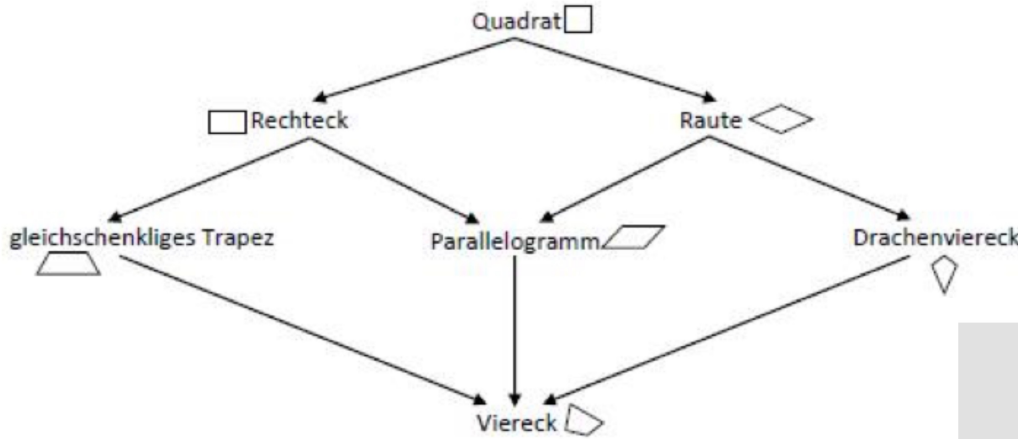 Quadrat
Rechteck
Raute
gleichschenkliges Trapez
Parallelogramm
Drachenviereck
Viereck